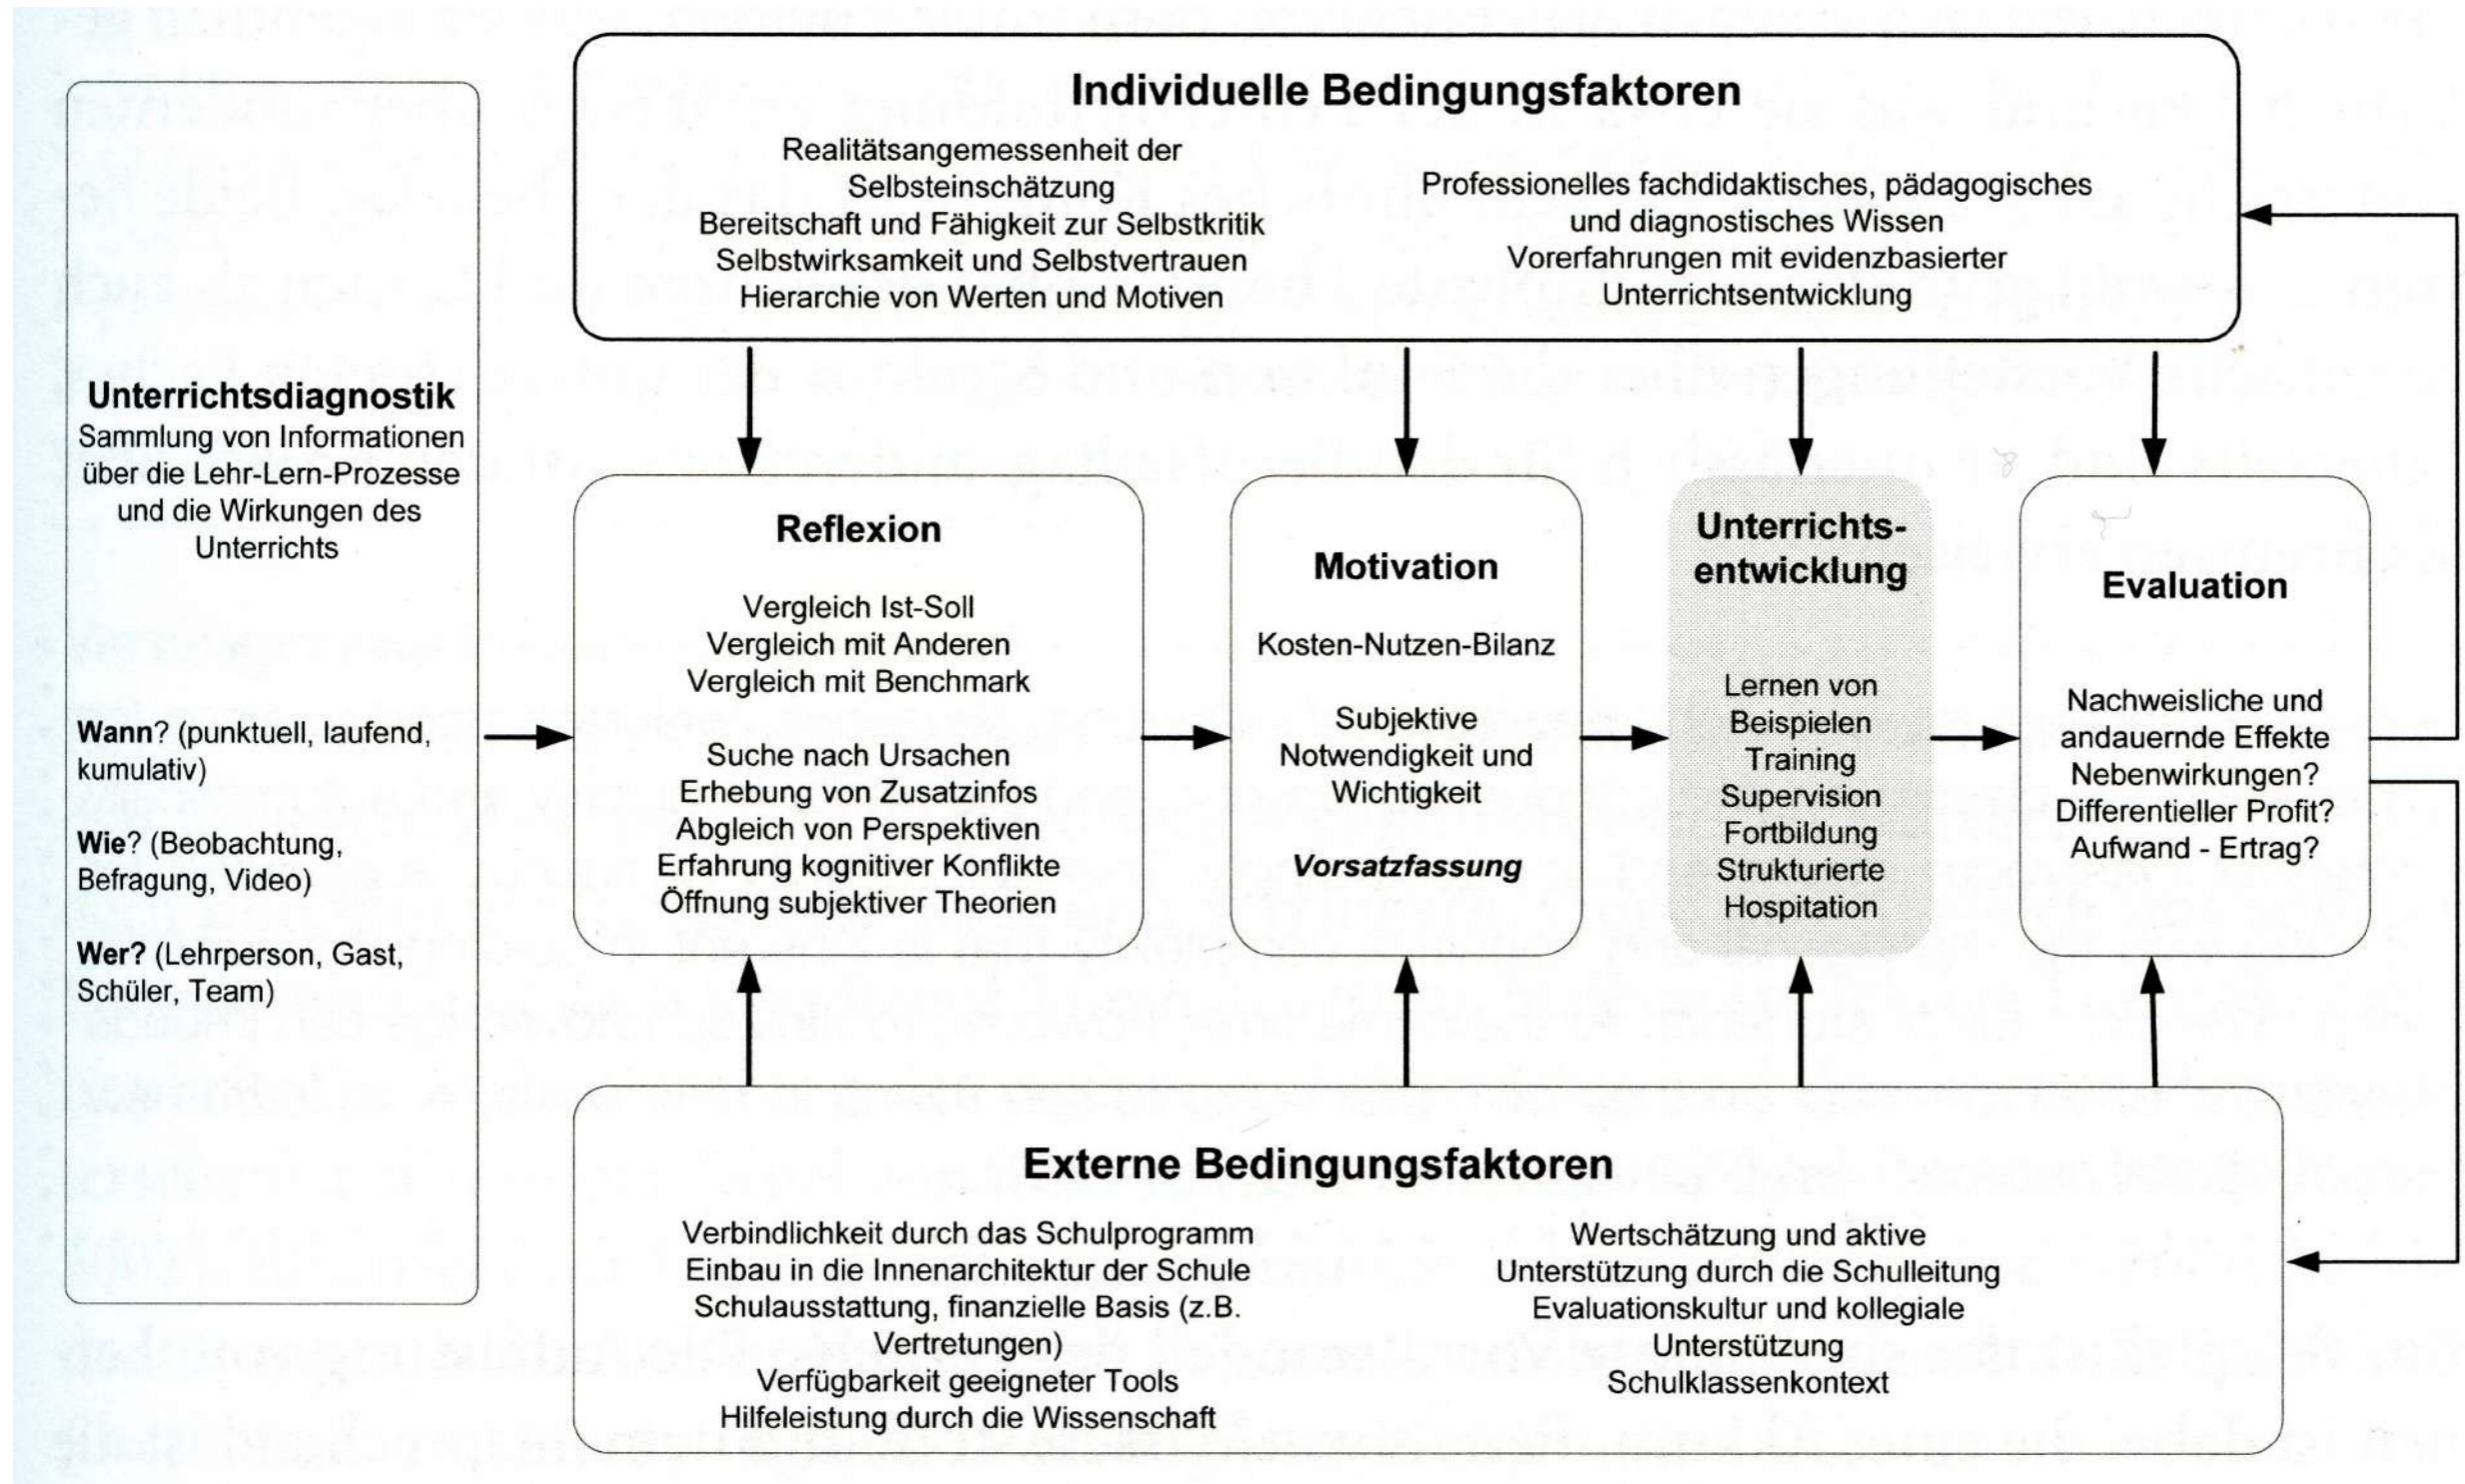 Individuelle Bedingungsfaktoren
Realitätsangemessenheit der
Selbsteinschätzung
Bereitschaft und Fähigkeit zur Selbstkritik
Selbstwirksamkeit und Selbstvertrauen
Hierarchie von Werten und Motiven
Professionelles fachdidaktisches, pädagogisches
und diagnostisches Wissen
Vorerfahrungen mit evidenzbasierter
Unterrichtsentwicklung
Unterrichtsdiagnostik
Sammlung von Informationen
über die Lehr-Lern-Prozesse
und die Wirkungen des
Unterrichts
Wann? (punktuell, laufend,
kumulativ)
Wie? (Beobachtung,
Befragung, Video)
Wer? (Lehrperson, Gast,
Schüler, Team)
Reflexion
Vergleich Ist-Soll
Vergleich mit Anderen
Vergleich mit Benchmark
Suche nach Ursachen
Erhebung von Zusatzinfos
Abgleich von Perspektiven
Erfahrung kognitiver Konflikte
Öffnung subjektiver Theorien
Motivation
Kosten-Nutzen-Bilanz
Subjektive
Notwendigkeit und
Wichtigkeit
Vorsatzfassung
Unterrichts-
entwicklung
Lernen von
Beispielen
Training
Supervision
Fortbildung
Strukturierte
Hospitation
Evaluation
Nachweisliche und
andauernde Effekte
Nebenwirkungen?
Differentieller Profit?
Aufwand - Ertrag?
Externe Bedingungsfaktoren
Verbindlichkeit durch das Schulprogramm
Einbau in die Innenarchitektur der Schule
Schulausstattung, finanzielle Basis (z.B.
Vertretungen)
Verfügbarkeit geeigneter Tools
Hilfeleistung durch die Wissenschaft
Wertschätzung und aktive
Unterstützung durch die Schulleitung
Evaluationskultur und kollegiale
Unterstützung
Schulklassenkontext